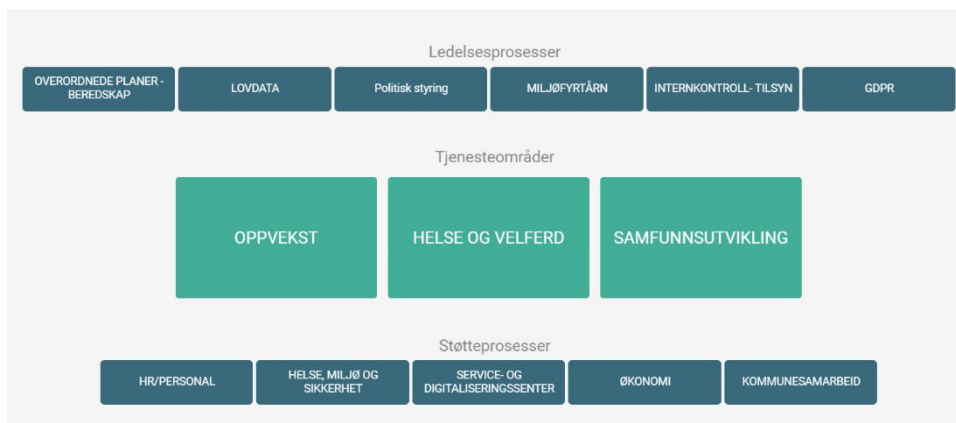 Ledelsesprosesser
OVERORDNEDE PLANER -
BEREDSKAP
LOVDATA
Politisk styring
MILJØFYRTÅRN
INTERNKONTROLL- TILSYN
GDPR
Tjenesteområder
OPPVEKST
HELSE OG VELFERD
SAMFUNNSUTVIKLING
Støtteprosesser
HR/PERSONAL
HELSE, MILJØ OG
SIKKERHET
SERVICE- OG
DIGITALISERINGSSENTER
ØKONOMI
KOMMUNESAMARBEID